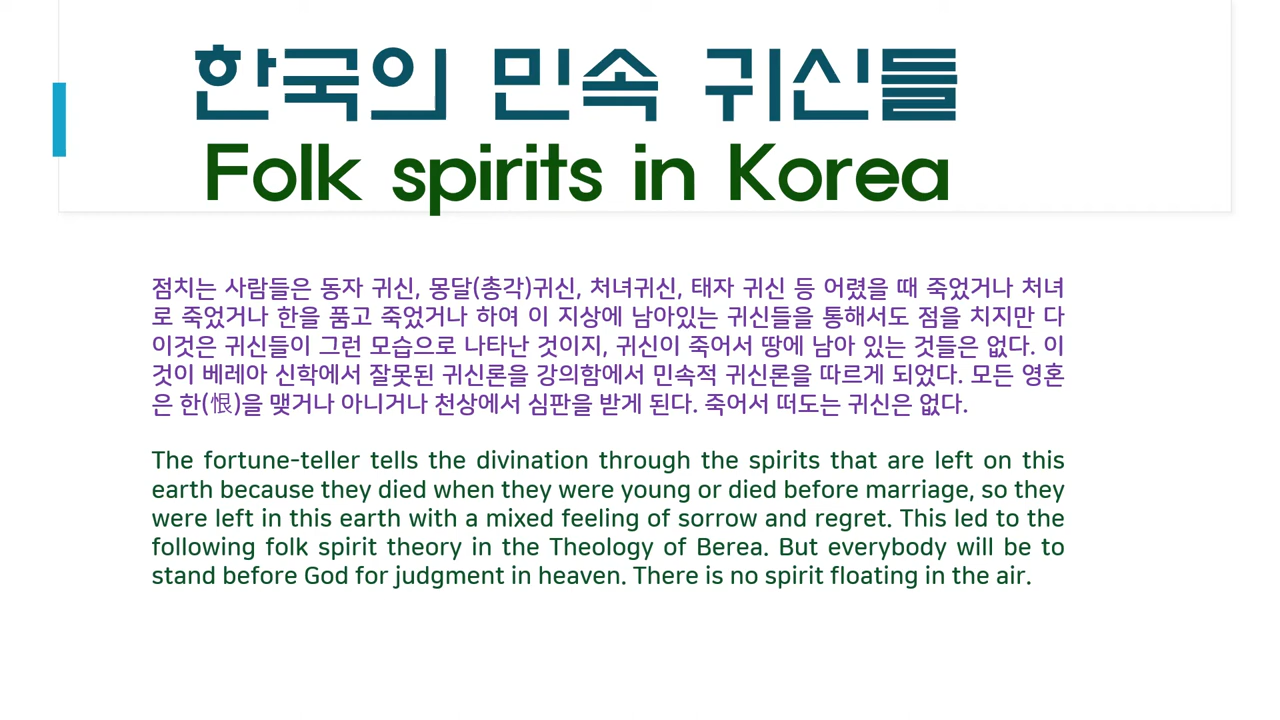 한국의 민속 귀신들
Folk spirits in Korea
점치는 사람들은 동자 귀신, 몽달(총각)귀신, 처녀귀신, 태자 귀신 등 어렸을 때 죽었거나 처녀
로 죽었거나 한을 품고 죽었거나 하여 이 지상에 남아있는 귀신들을 통해서도 점을 치지만 다
이것은 귀신들이 그런 모습으로 나타난 것이지, 귀신이 죽어서 땅에 남아 있는 것들은 없다. 이
것이 베레아 신학에서 잘못된 귀신론을 강의함에서 민속적 귀신론을 따르게 되었다. 모든 영혼
은 한(恨)을 맺거나 아니거나 천상에서 심판을 받게 된다. 죽어서 떠도는 귀신은 없다.
The fortune-teller tells the divination through the spirits that are left on this
earth because they died when they were young or died before marriage, so they
were left in this earth with a mixed feeling of sorrow and regret. This led to the
following folk spirit theory in the Theology of Berea. But everybody will be to
stand before God for judgment in heaven. There is no spirit floating in the air.